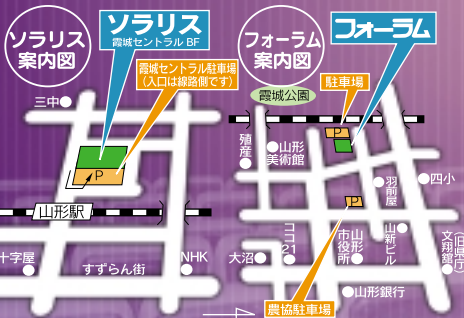 ソラリス
案内図
ソラリス
霞城セントラル BF
霞城セントラル駐車場
(入口は線路側です)
三中
P
山形駅
十字屋
すずらん街
NHK
フォーラム
案内図
フォーラム
駐車場
霞城公園
P
殖産
山形
美術館
羽前屋
四小
P
ココ21
大沼
山形
市役所
山新ビル
文翔館
(旧県庁)
山形銀行
農協駐車場